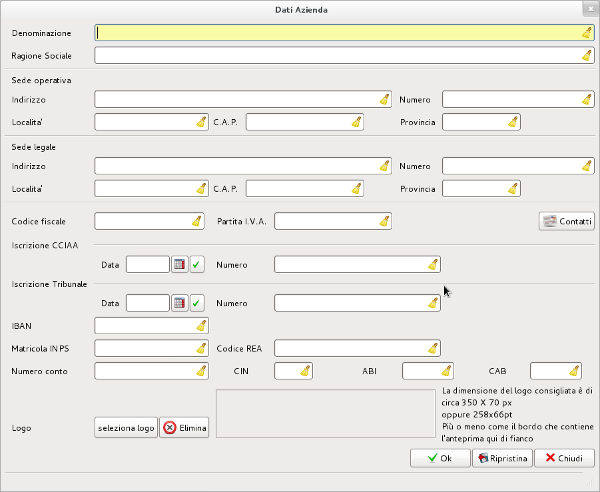 Dati Azienda
Denominazione
Ragione Sociale
Sede operativa
Indirizzo Numero
Localita' C.A.P. Provincia
Sede legale
Indirizzo Numero
Localita' C.A.P. Provincia
Codice fiscale Partita I.V.A. Contatti
Iscrizione CCIAA
Data Numero
Iscrizione Tribunale
Data Numero
IBAN
Matricola INPS Codice REA
Numero conto CIN ABI CAB
La dimensione del logo consigliata è di
circa 350 X 70 px
oppure 258x66pt
Più o meno come il bordo che contiene
l'anteprima qui di fianco
Logo seleziona logo Elimina
Ok Ripristina Chiudi